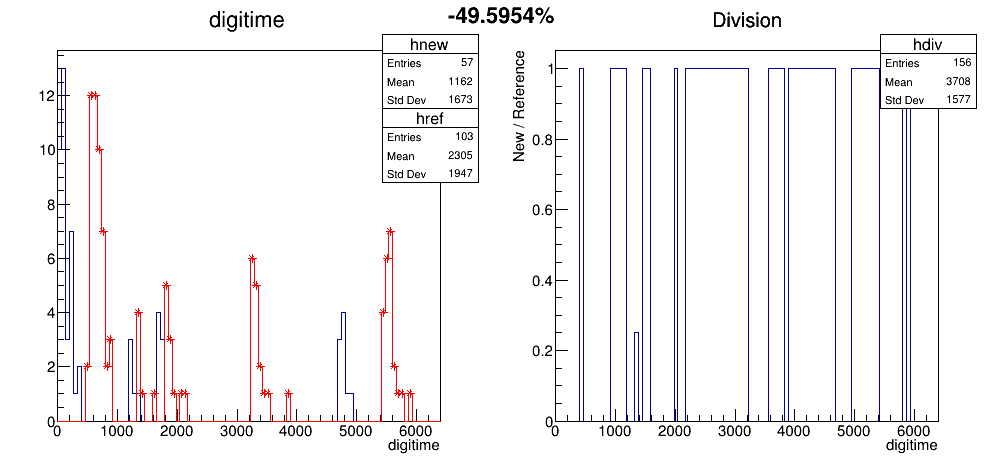 digitime
-49.5954%
Division
hnew
Entries 57
Mean 1162
Std Dev 1673
href
Entries 103
Mean 2305
Std Dev 1947
12
10
8
6
4
2
0
0 1000 2000 3000 4000 5000 6000
digitime
hdiv
Entries 156
Mean 3708
Std Dev 1577
New / Reference
1
0.8
0.6
0.4
0.2
0
0 1000 2000 3000 4000 5000 6000
digitime